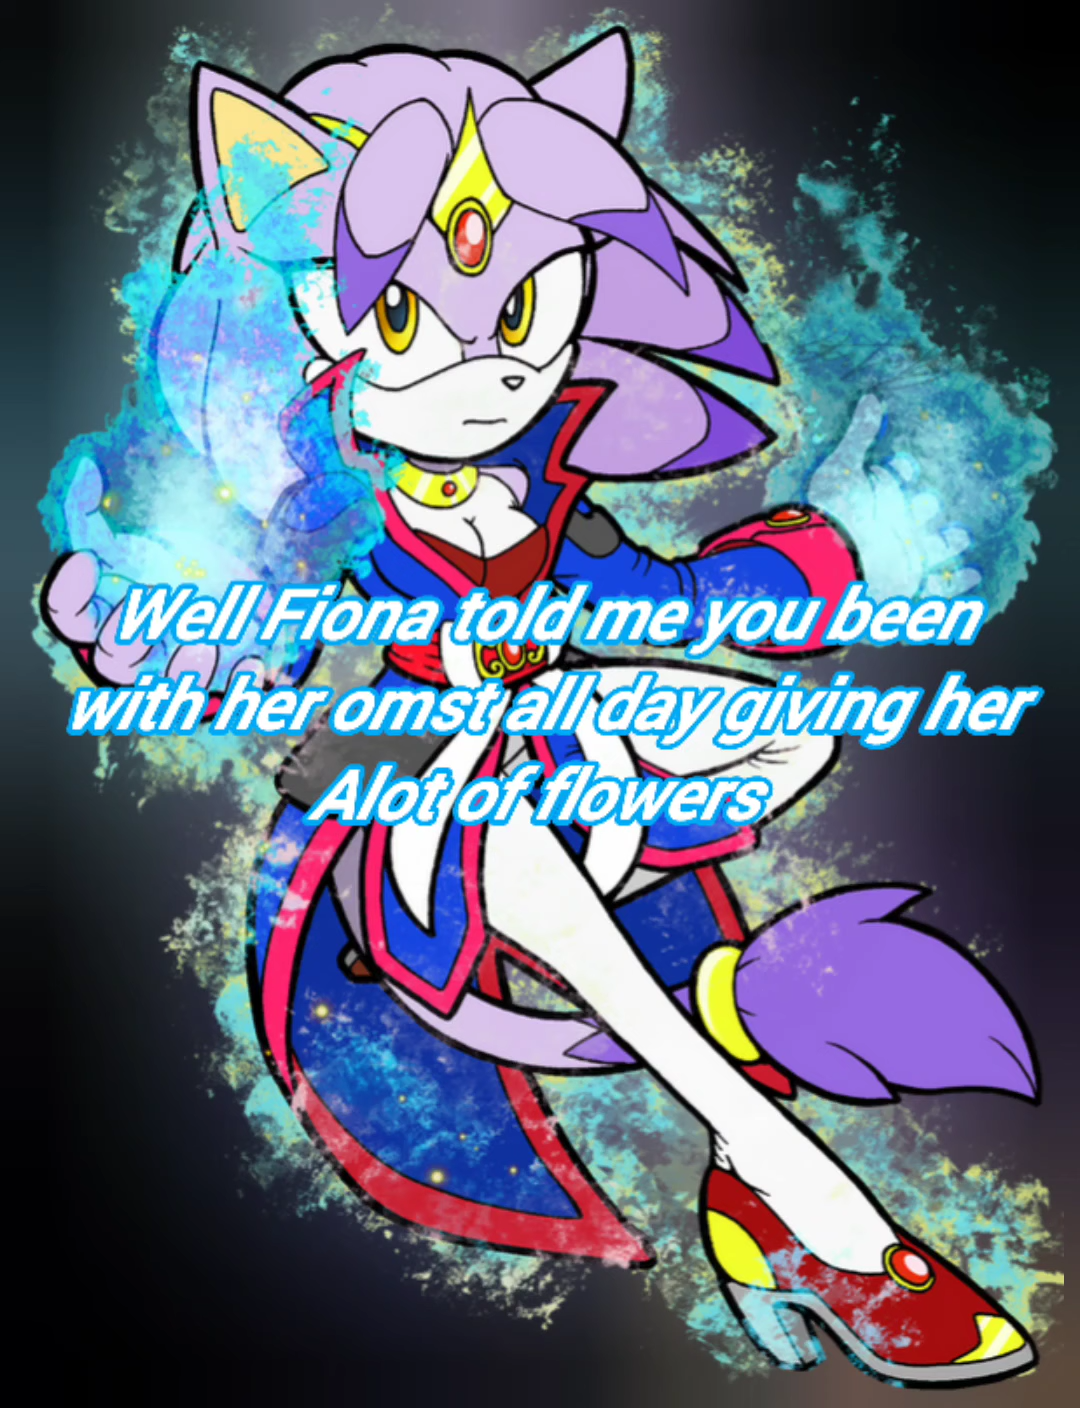 Well Fiona told me you been
with her omst all day giving her
Alot of flowers